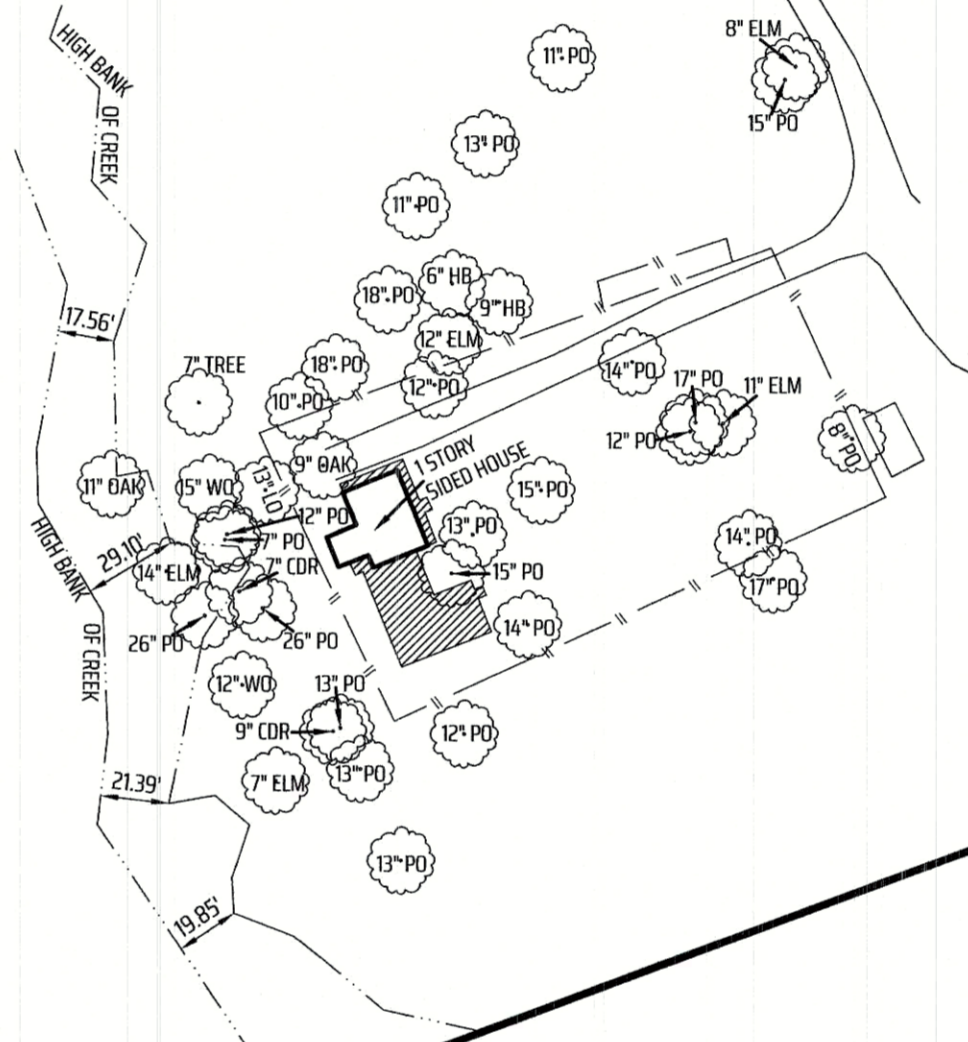 8" ELM
11" PO
HIGH BANK
OF CREEK
15" PO
13" PO
11" PO
6" HB
18" PO
9" HB
17.56'
12" ELM
7" TREE
18" PO
14" PO
17" PO
11" ELM
12" PO
10" PO
12" PO
8" PO
9" OAK
1 STORY
SIDED HOUSE
11" OAK
15" WO
13" LO
15" PO
12" PO
13" PO
7" PO
14" PO
HIGH BANK
OF CREEK
29.10'
14" ELM
7" CDR
15" PO
17" PO
26" PO
26" PO
14" PO
12" WO
13" PO
9" CDR
12" PO
21.39'
7" ELM
13" PO
13" PO
19.85'